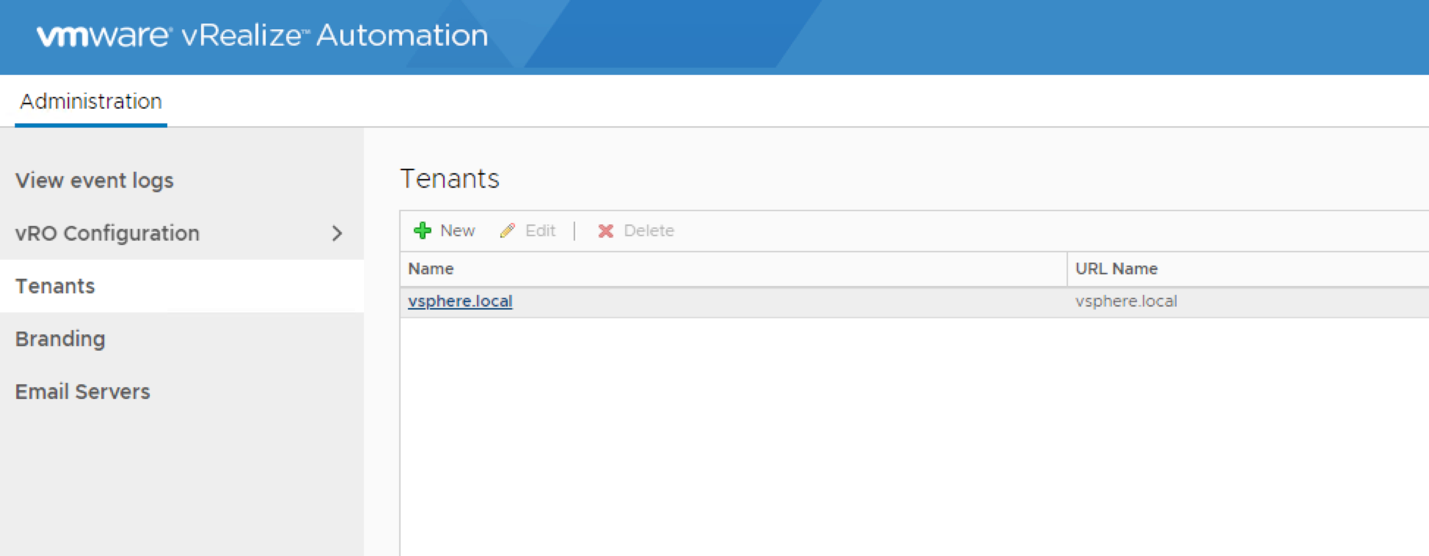 vmware® vRealize™ Automation
Administration
View event logs
vRO Configuration
Tenants
Branding
Email Servers
Tenants
New Edit Delete
Name URL Name
vsphere.local vsphere.local